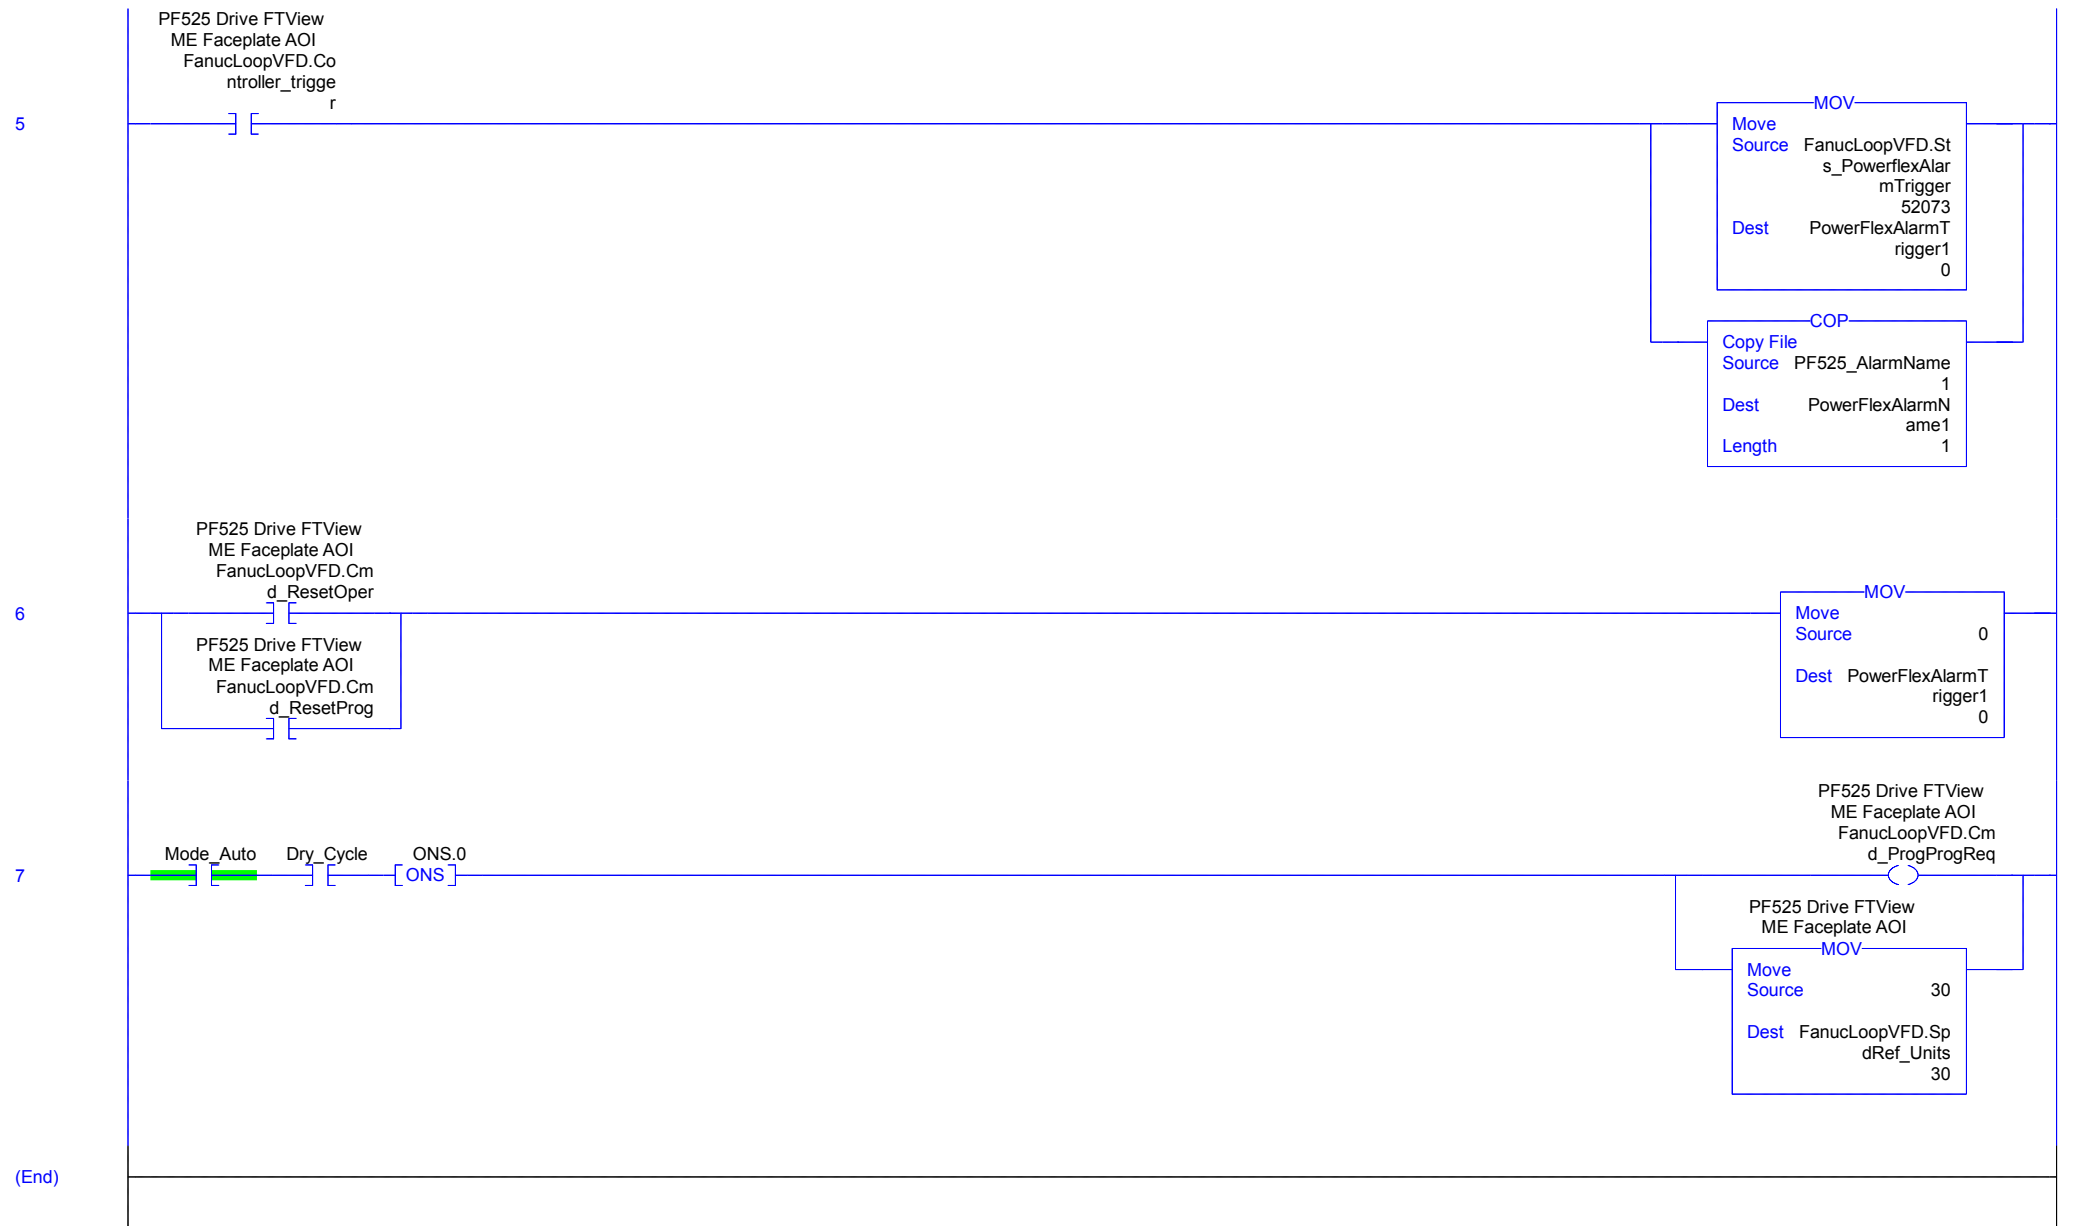 PF525 Drive FTView
ME Faceplate AOI
FanucLoopVFD.Co
ntroller_trigge
r
5
MOV
Move
Source FanucLoopVFD.St
s_PowerflexAlar
mTrigger
52073
Dest PowerFlexAlarmT
rigger1
0
COP
Copy File
Source PF525_AlarmName
1
Dest PowerFlexAlarmN
ame1
Length 1
PF525 Drive FTView
ME Faceplate AOI
FanucLoopVFD.Cm
d_ResetOper
6
PF525 Drive FTView
ME Faceplate AOI
FanucLoopVFD.Cm
d_ResetProg
MOV
Move
Source 0
Dest PowerFlexAlarmT
rigger1
0
PF525 Drive FTView
ME Faceplate AOI
FanucLoopVFD.Cm
d_ProgProgReq
Mode_Auto Dry_Cycle ONS.0
7 ONS
PF525 Drive FTView
ME Faceplate AOI
MOV
Move
Source 30
Dest FanucLoopVFD.Sp
dRef_Units
30
(End)